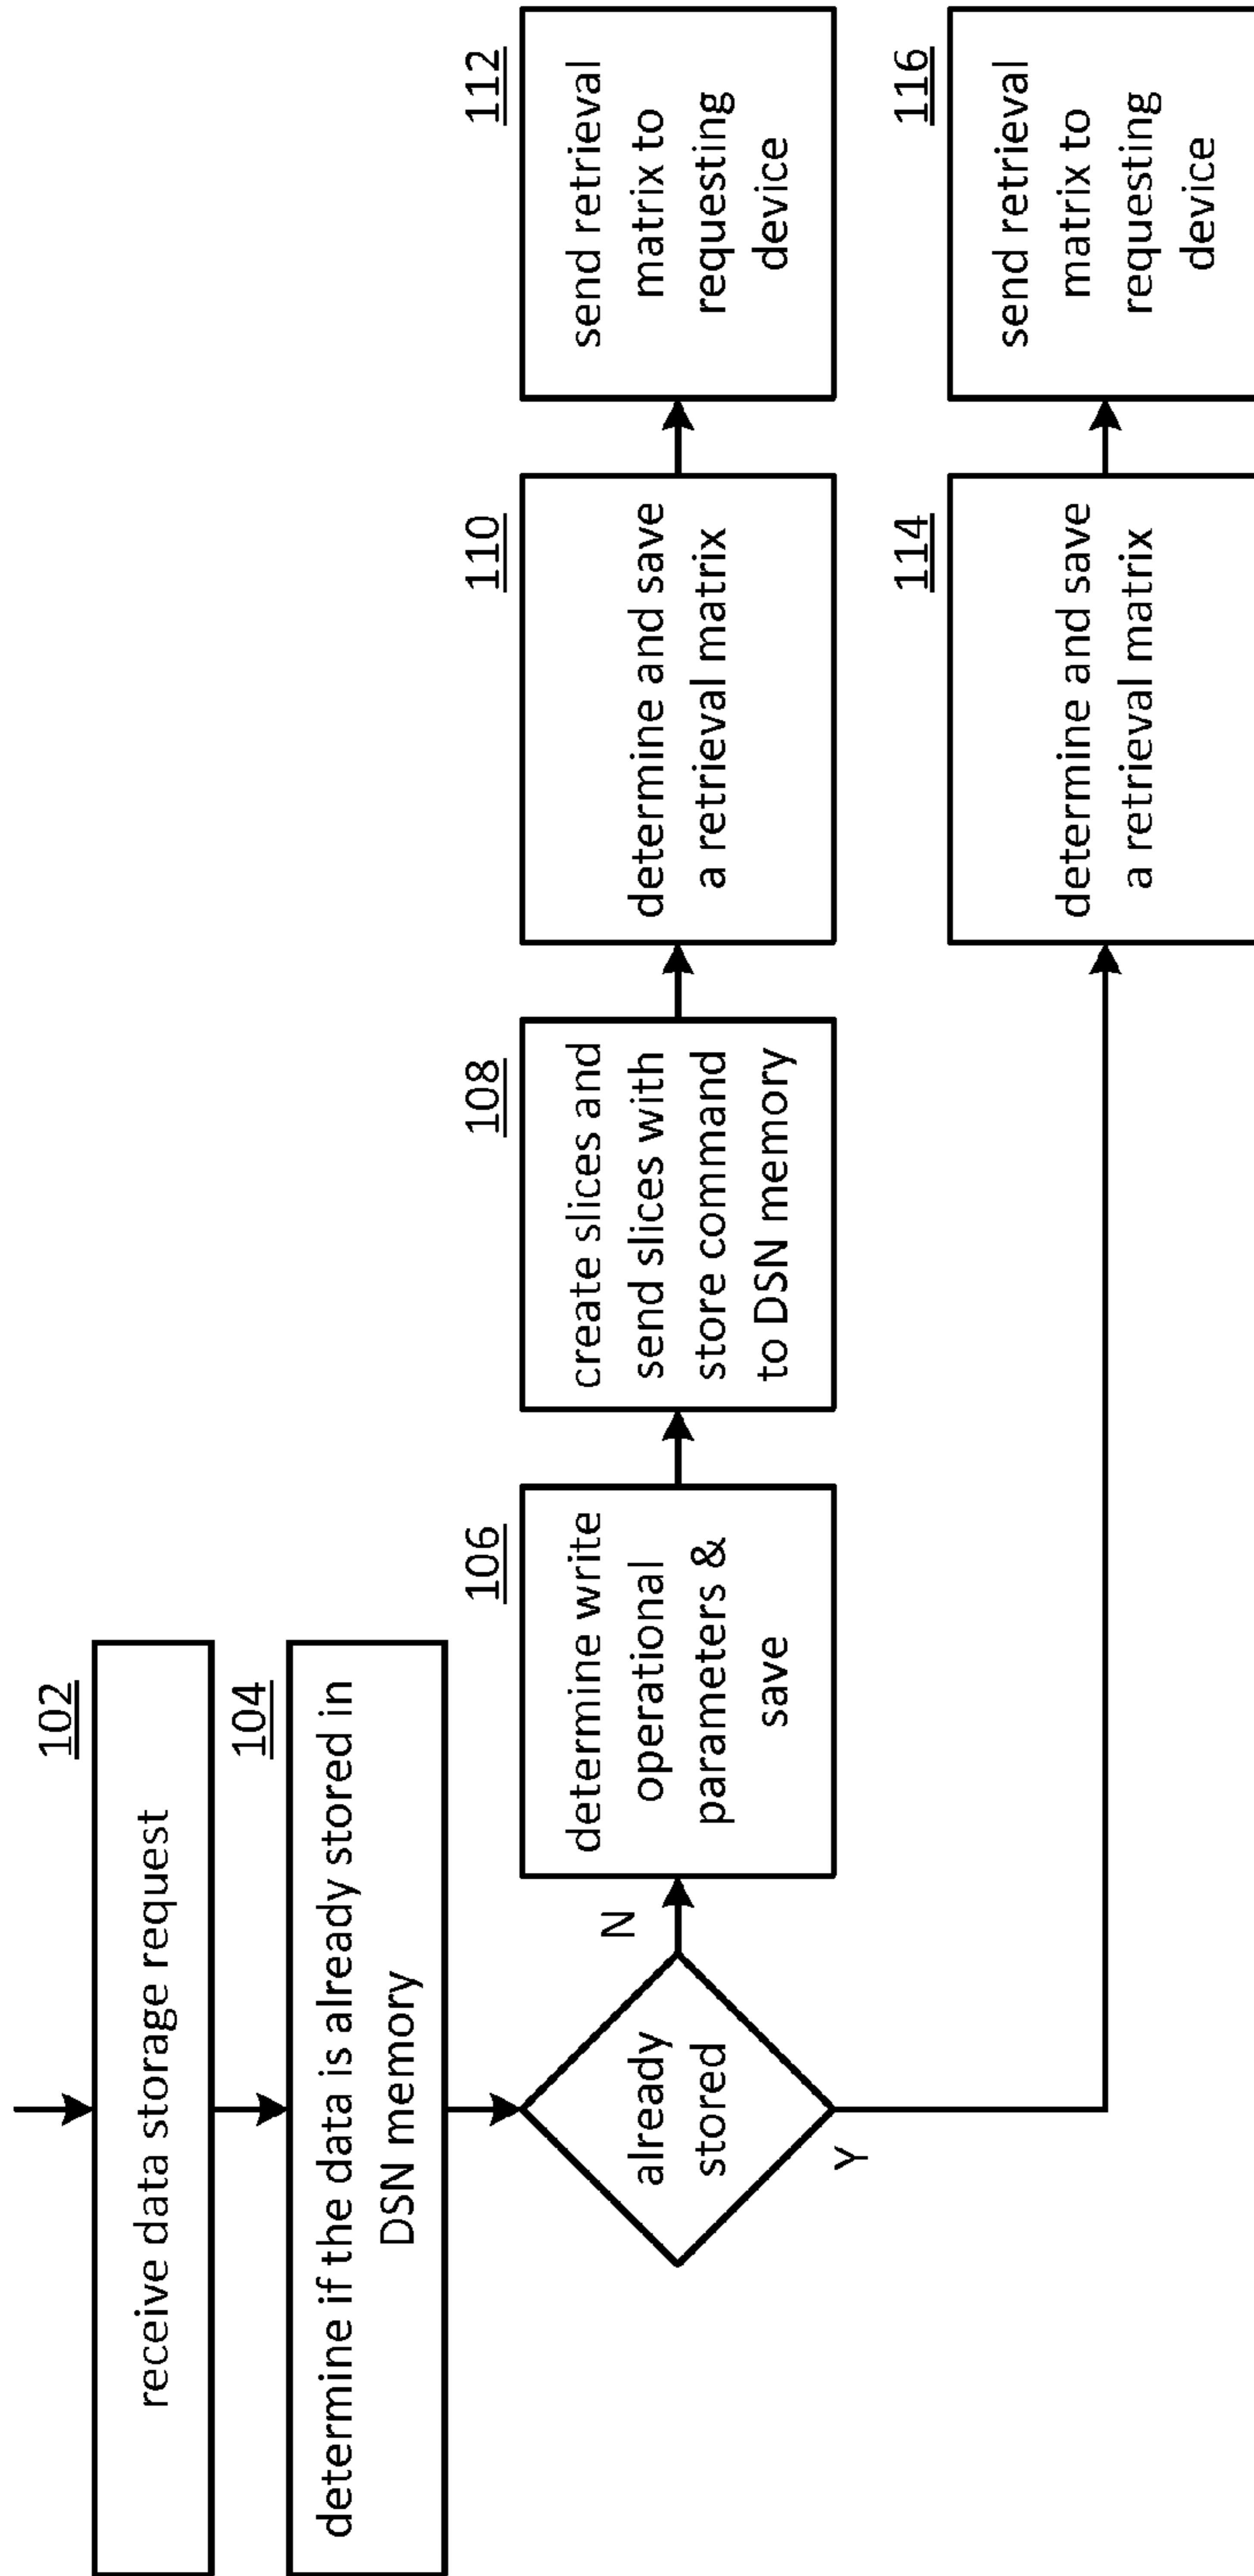 102
receive data storage request
104
determine if the data is already stored in
DSN memory
already
stored
N
Y
106
determine write
operational
parameters &
save
108
create slices and
send slices with
store command
to DSN memory
110
determine and save
a retrieval matrix
112
send retrieval
matrix to
requesting
device
114
determine and save
a retrieval matrix
116
send retrieval
matrix to
requesting
device